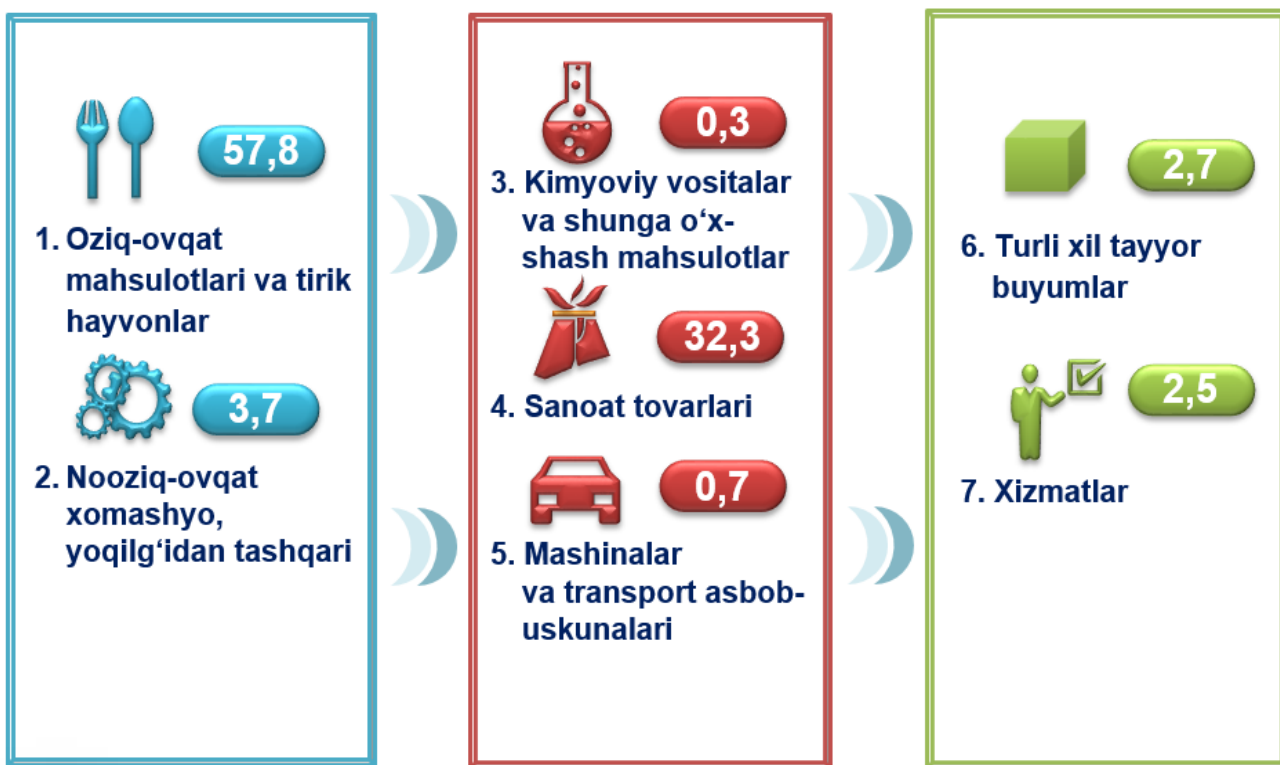 57,8
1. Oziq-ovqat
mahsulotlari va tirik
hayvonlar
3,7
2. Nooziq-ovqat
xomashyo,
yoqilg‘idan tashqari
0,3
3. Kimyoviy vositalar
va shunga o‘x-
shash mahsulotlar
32,3
4. Sanoat tovarlari
0,7
5. Mashinalar
va transport asbob-
uskunalari
2,7
6. Turli xil tayyor
buyumlar
2,5
7. Xizmatlar